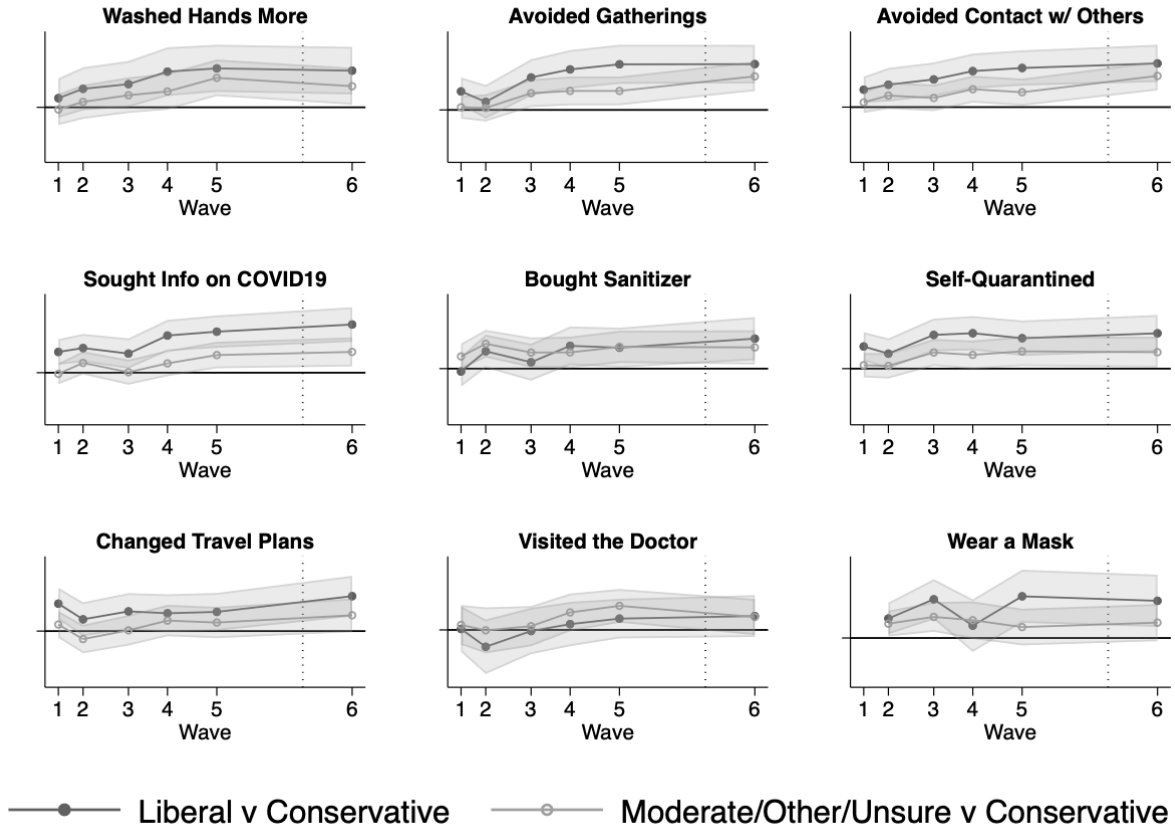 Washed Hands More
Avoided Gatherings
Avoided Contact w/ Others
1 2 3 4 5 6
1 2 3 4 5 6
1 2 3 4 5 6
Wave
Wave
Wave
Sought Info on COVID19
Bought Sanitizer
Self-Quarantined
1 2 3 4 5 6
1 2 3 4 5 6
1 2 3 4 5 6
Wave
Wave
Wave
Changed Travel Plans
Visited the Doctor
Wear a Mask
1 2 3 4 5 6
1 2 3 4 5 6
1 2 3 4 5 6
Wave
Wave
Wave
Liberal v Conservative
Moderate/Other/Unsure v Conservative